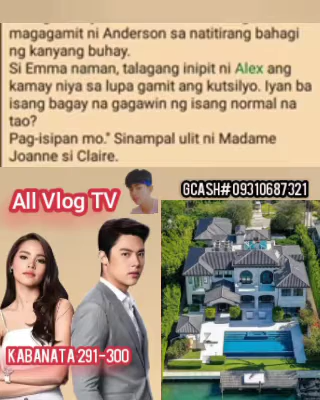 magagamit ni Anderson sa natitirang bahagi
ng kanyang buhay.
Si Emma naman, talagang inipit ni Alex ang
kamay niya sa lupa gamit ang kutsilyo. Iyan ba
isang bagay na gagawin ng isang normal na
tao?
Pag-isipan mo." Sinampal ulit ni Madame
Joanne si Claire.
All Vlog TV
GCASH# 09310687321
KABANATA 291-300